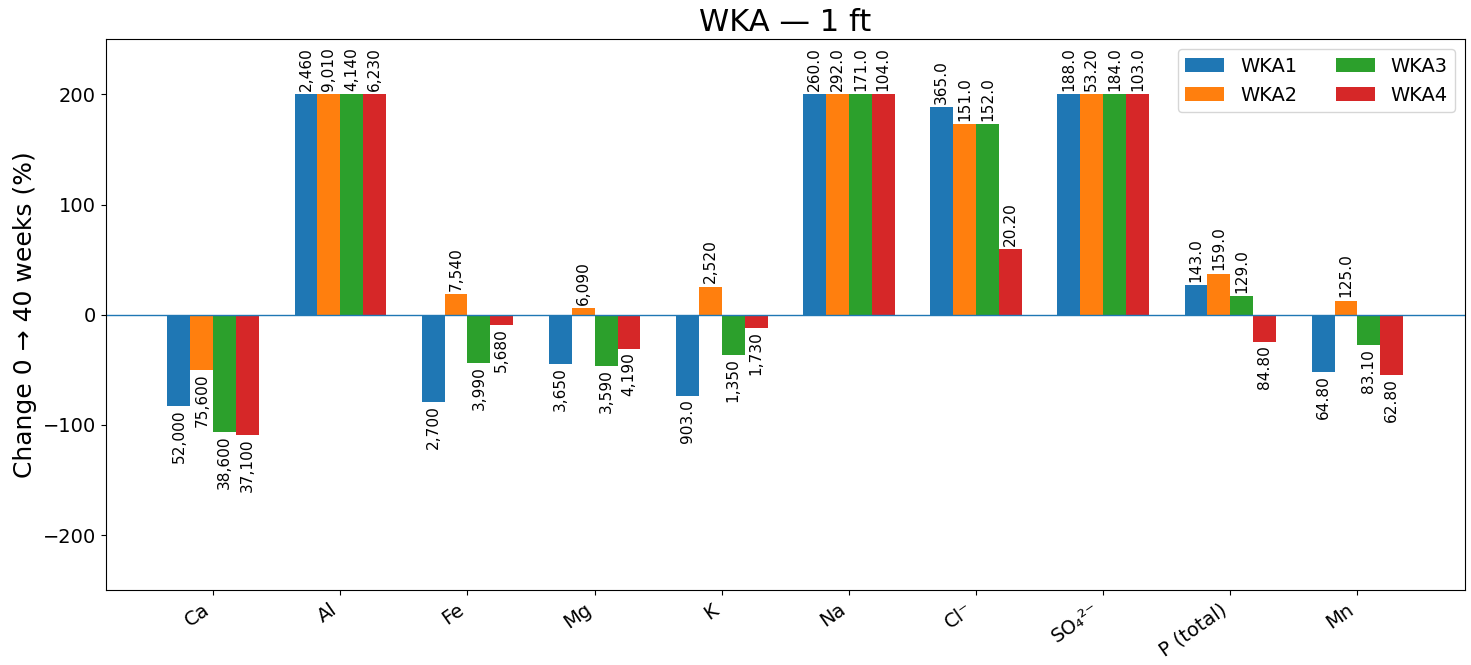 WKA — 1 ft
WKA1
WKA2
WKA3
WKA4
Change 0 → 40 weeks (%)
200
100
0
−100
−200
52,000
75,600
38,600
37,100
2,460
9,010
4,140
6,230
2,700
7,540
3,990
5,680
3,650
6,090
3,590
4,190
903.0
2,520
1,350
1,730
260.0
292.0
171.0
104.0
365.0
151.0
152.0
20.20
188.0
53.20
184.0
103.0
143.0
159.0
129.0
84.80
64.80
125.0
83.10
62.80
Ca
Al
Fe
Mg
K
Na
Cl⁻
SO₄²⁻
P (total)
Mn